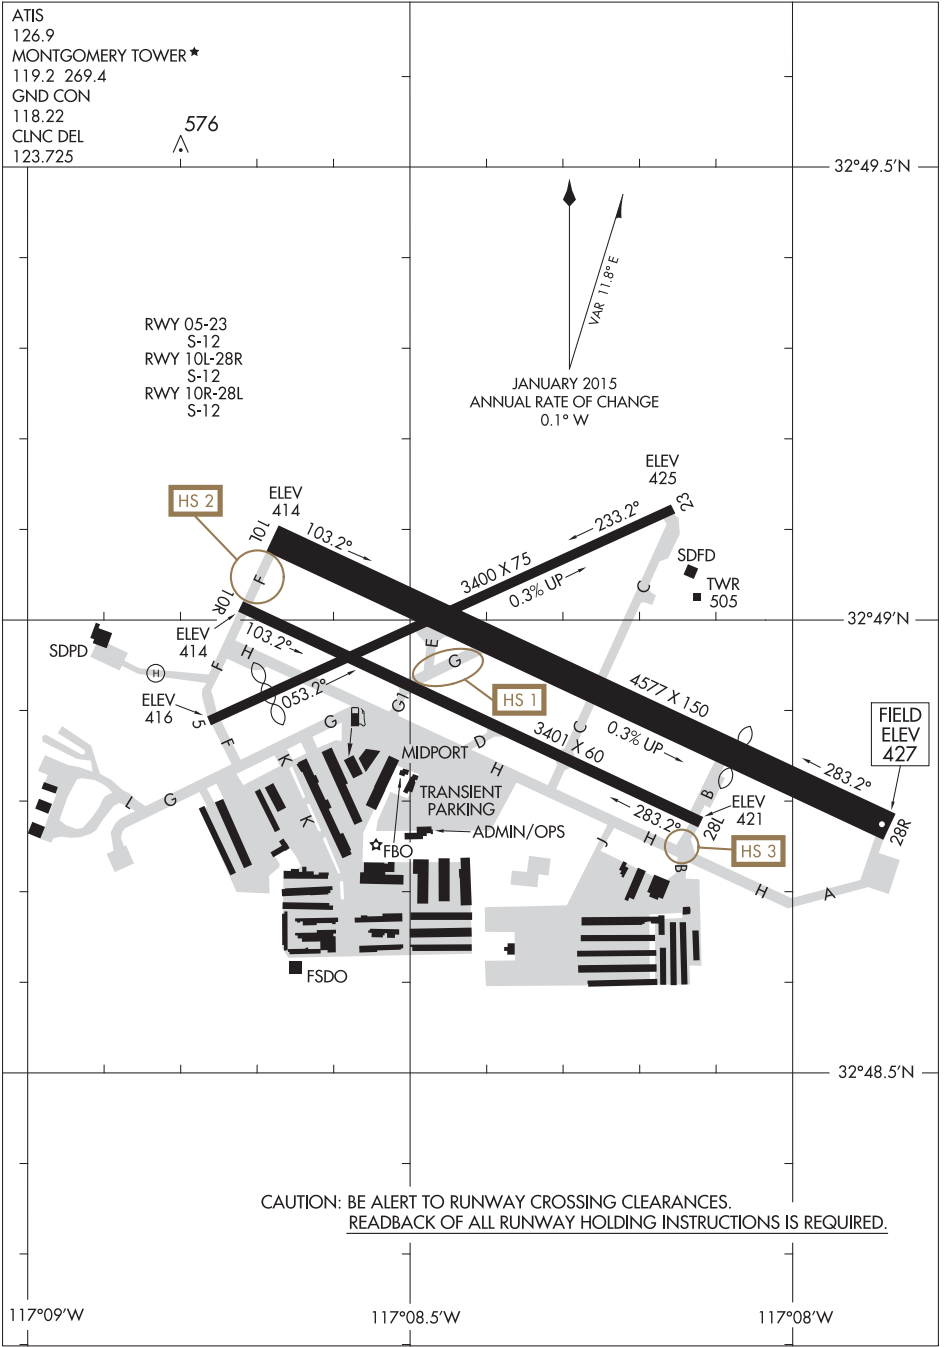 ATIS
126.9
MONTGOMERY TOWER★
119.2 269.4
GND CON
118.22
CLNC DEL
123.725
576
32°49.5'N
VAR 11.8° E
JANUARY 2015
ANNUAL RATE OF CHANGE
0.1° W
RWY 05-23
S-12
RWY 10L-28R
S-12
RWY 10R-28L
S-12
ELEV
425
23
HS 2
ELEV
414
10L
103.2°
233.2°
3400 X 75
0.3% UP
SDFD
TWR
505
C
F
10R
32°49'N
ELEV
414
103.2°
SDPD
H
F
H
E
G
HS 1
053.2°
ELEV
416
5
F
G
G1
4577 X 150
0.3% UP
FIELD
ELEV
427
283.2°
C
D
3401 X 60
MIDPORT
H
K
TRANSIENT
PARKING
B
ELEV
421
283.2°
28L
28R
L
G
K
ADMIN/OPS
FBO
J
H
HS 3
B
H
A
FSDO
32°48.5'N
CAUTION: BE ALERT TO RUNWAY CROSSING CLEARANCES.
READBACK OF ALL RUNWAY HOLDING INSTRUCTIONS IS REQUIRED.
117°09'W
117°08.5'W
117°08'W